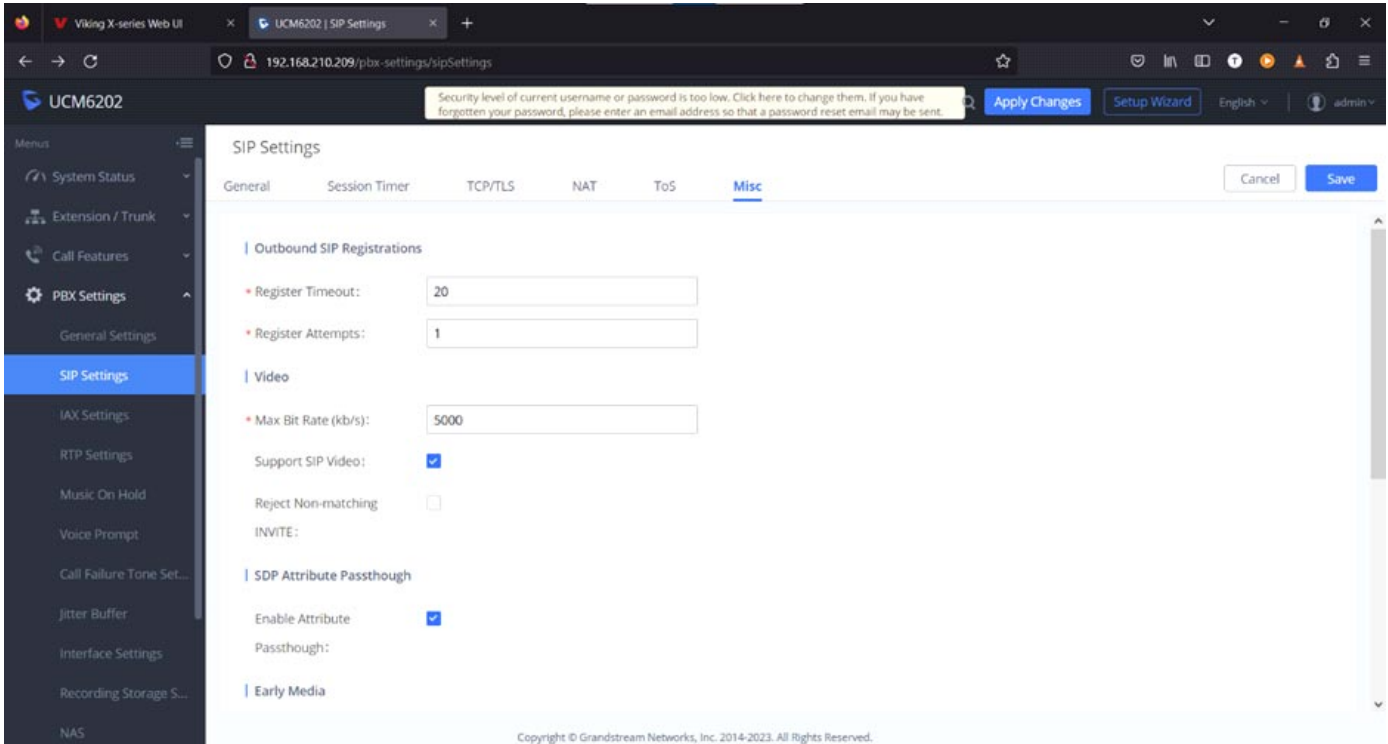 Viking X-series Web UI
UCM6202 | SIP Settings
192.168.210.209/pbx-settings/sipSettings
UCM6202
Security level of current username or password is too low. Click here to change them. If you have
forgotten your password, please enter an email address so that a password reset email may be sent.
Apply Changes
Setup Wizard
English
admin
Menus
System Status
Extension / Trunk
Call Features
PBX Settings
General Settings
SIP Settings
IAX Settings
RTP Settings
Music On Hold
Voice Prompt
Call Failure Tone Set...
Jitter Buffer
Interface Settings
Recording Storage S...
NAS
SIP Settings
General Session Timer TCP/TLS NAT ToS Misc
Cancel Save
Outbound SIP Registrations
* Register Timeout: 20
* Register Attempts: 1
Video
* Max Bit Rate (kb/s): 5000
Support SIP Video:
Reject Non-matching
INVITE:
SDP Attribute Passthough
Enable Attribute
Passthough:
Early Media
Copyright © Grandstream Networks, Inc. 2014-2023. All Rights Reserved.